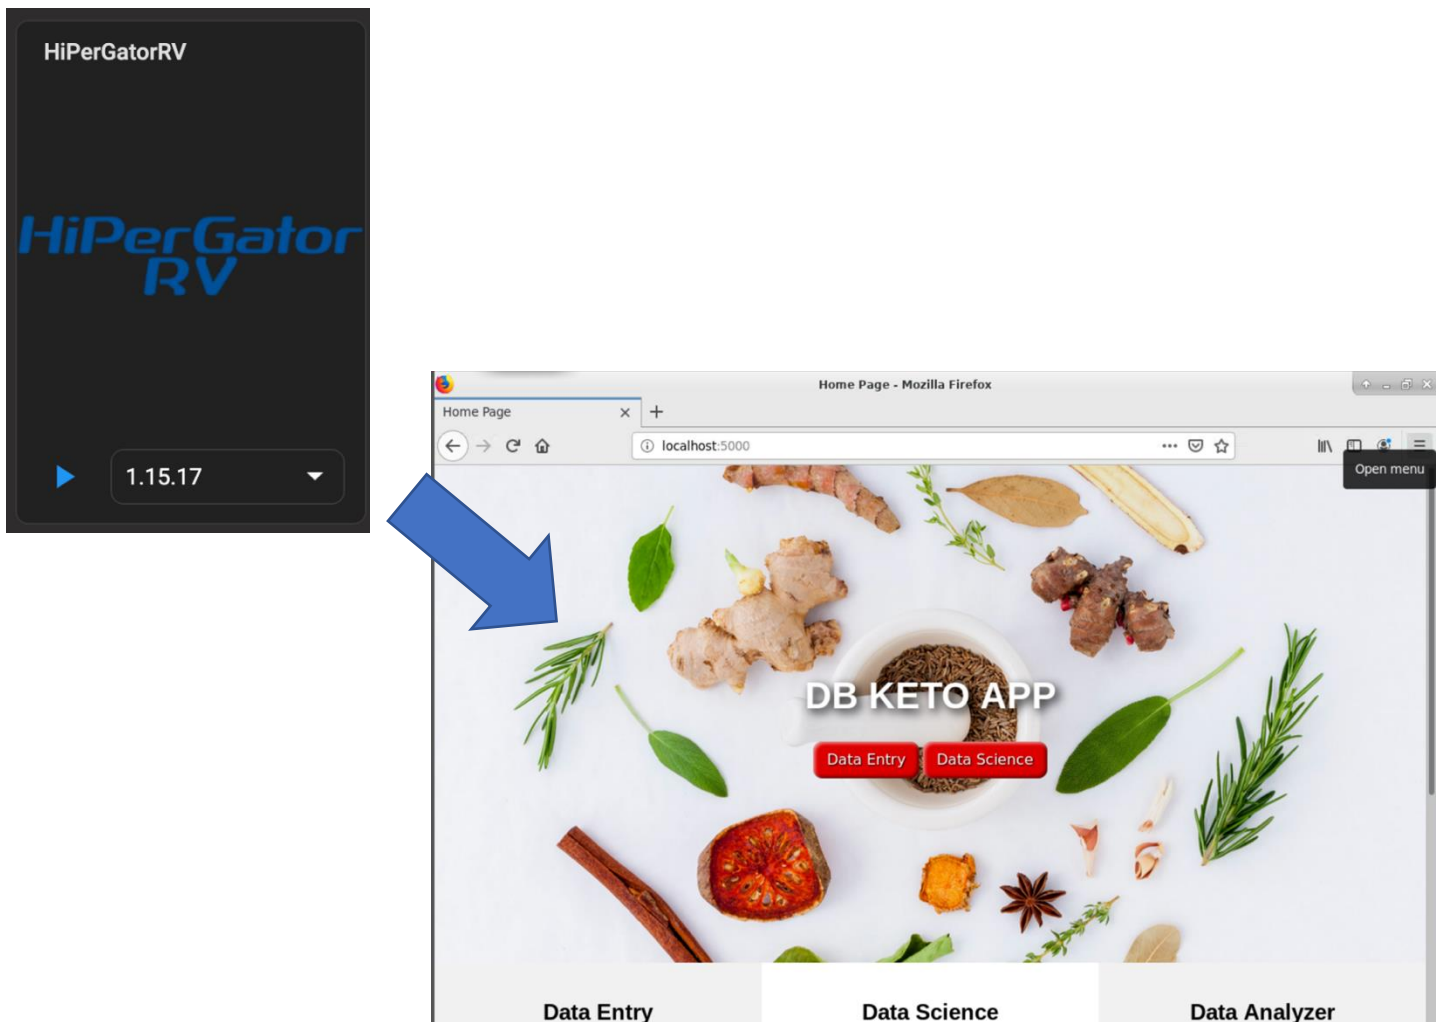 HiPerGatorRV
HiPerGator
RV
1.15.17
Home Page - Mozilla Firefox
Home Page
localhost:5000
Open menu
DB KETO APP
Data Entry Data Science
Data Entry Data Science Data Analyzer